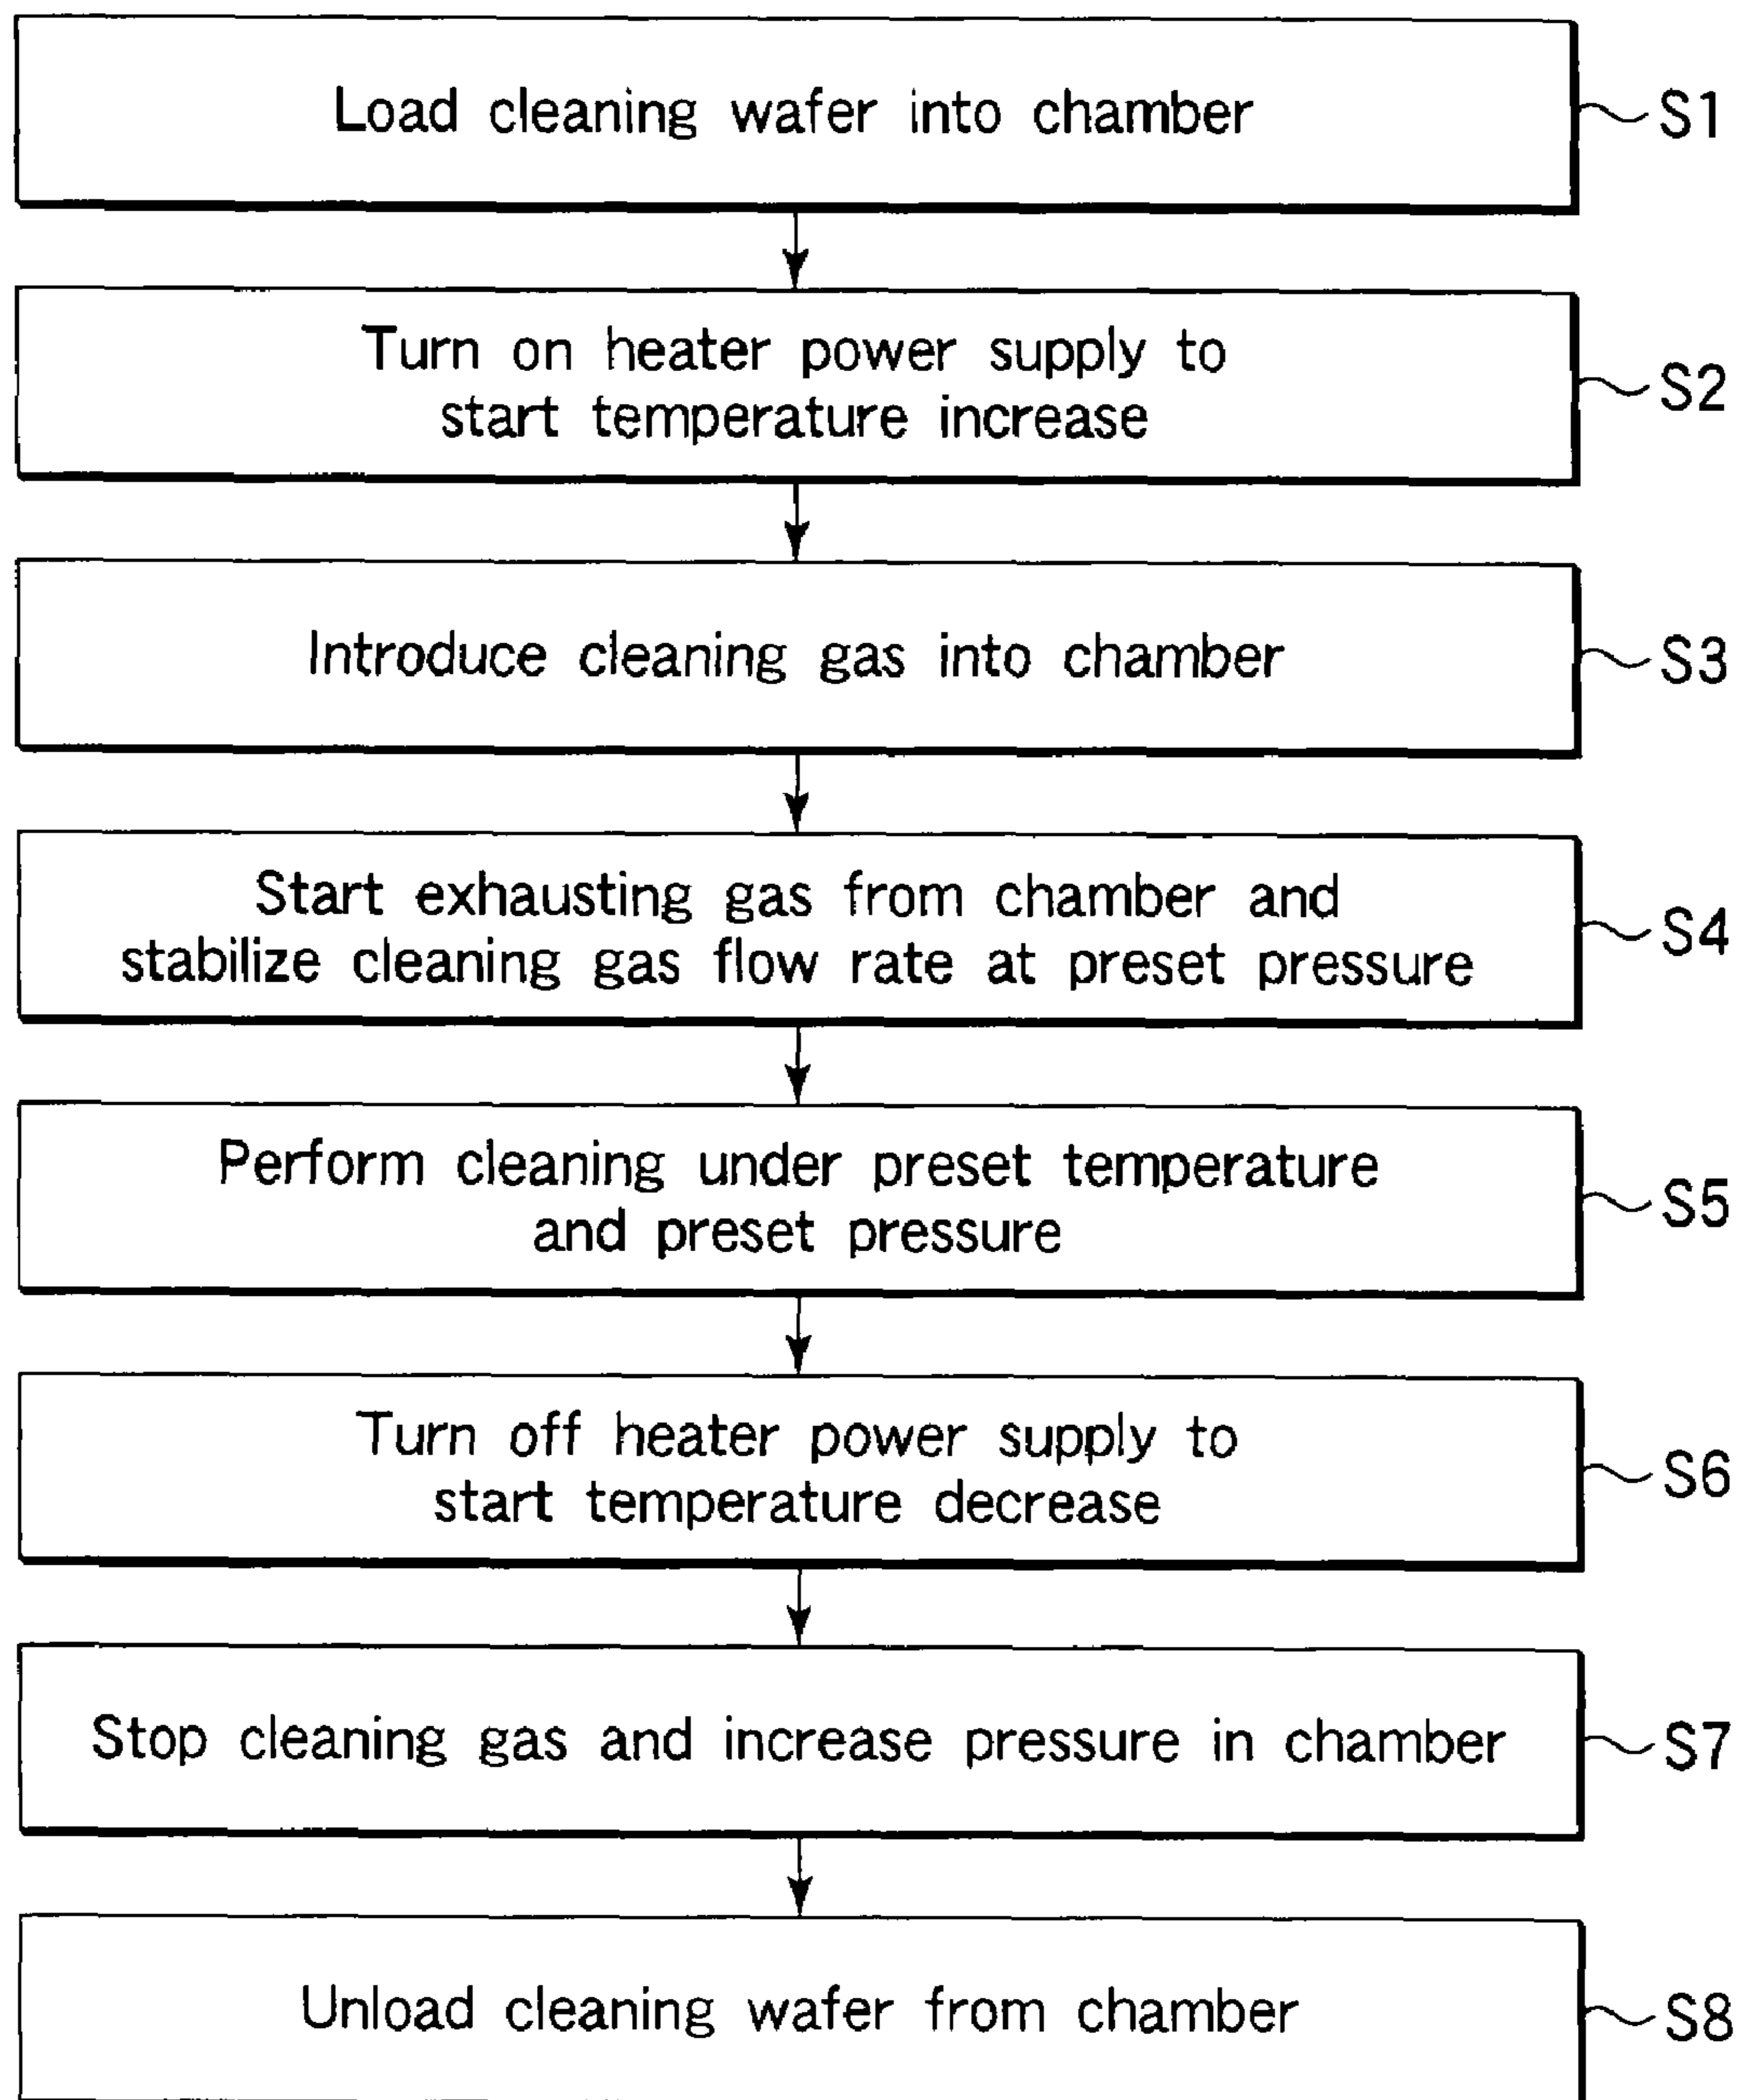 Load cleaning wafer into chamber
S1
Turn on heater power supply to
start temperature increase
S2
Introduce cleaning gas into chamber
S3
Start exhausting gas from chamber and
stabilize cleaning gas flow rate at preset pressure
S4
Perform cleaning under preset temperature
and preset pressure
S5
Turn off heater power supply to
start temperature decrease
S6
Stop cleaning gas and increase pressure in chamber
S7
Unload cleaning wafer from chamber
S8